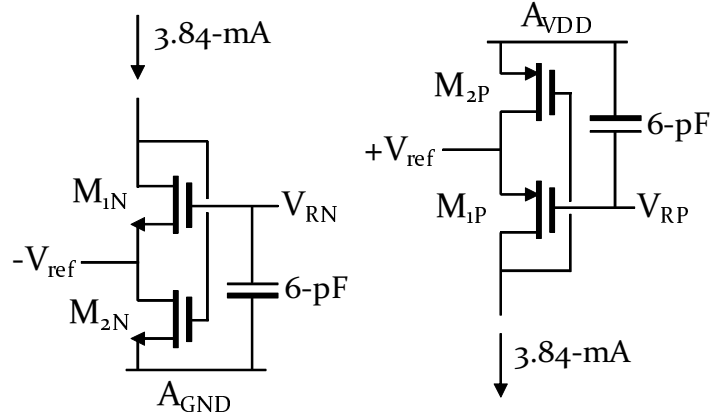 3.84-mA
M1N
VRN
-Vref
M2N
6-pF
AGND
AVDD
M2P
6-pF
+Vref
M1P
VRP
3.84-mA